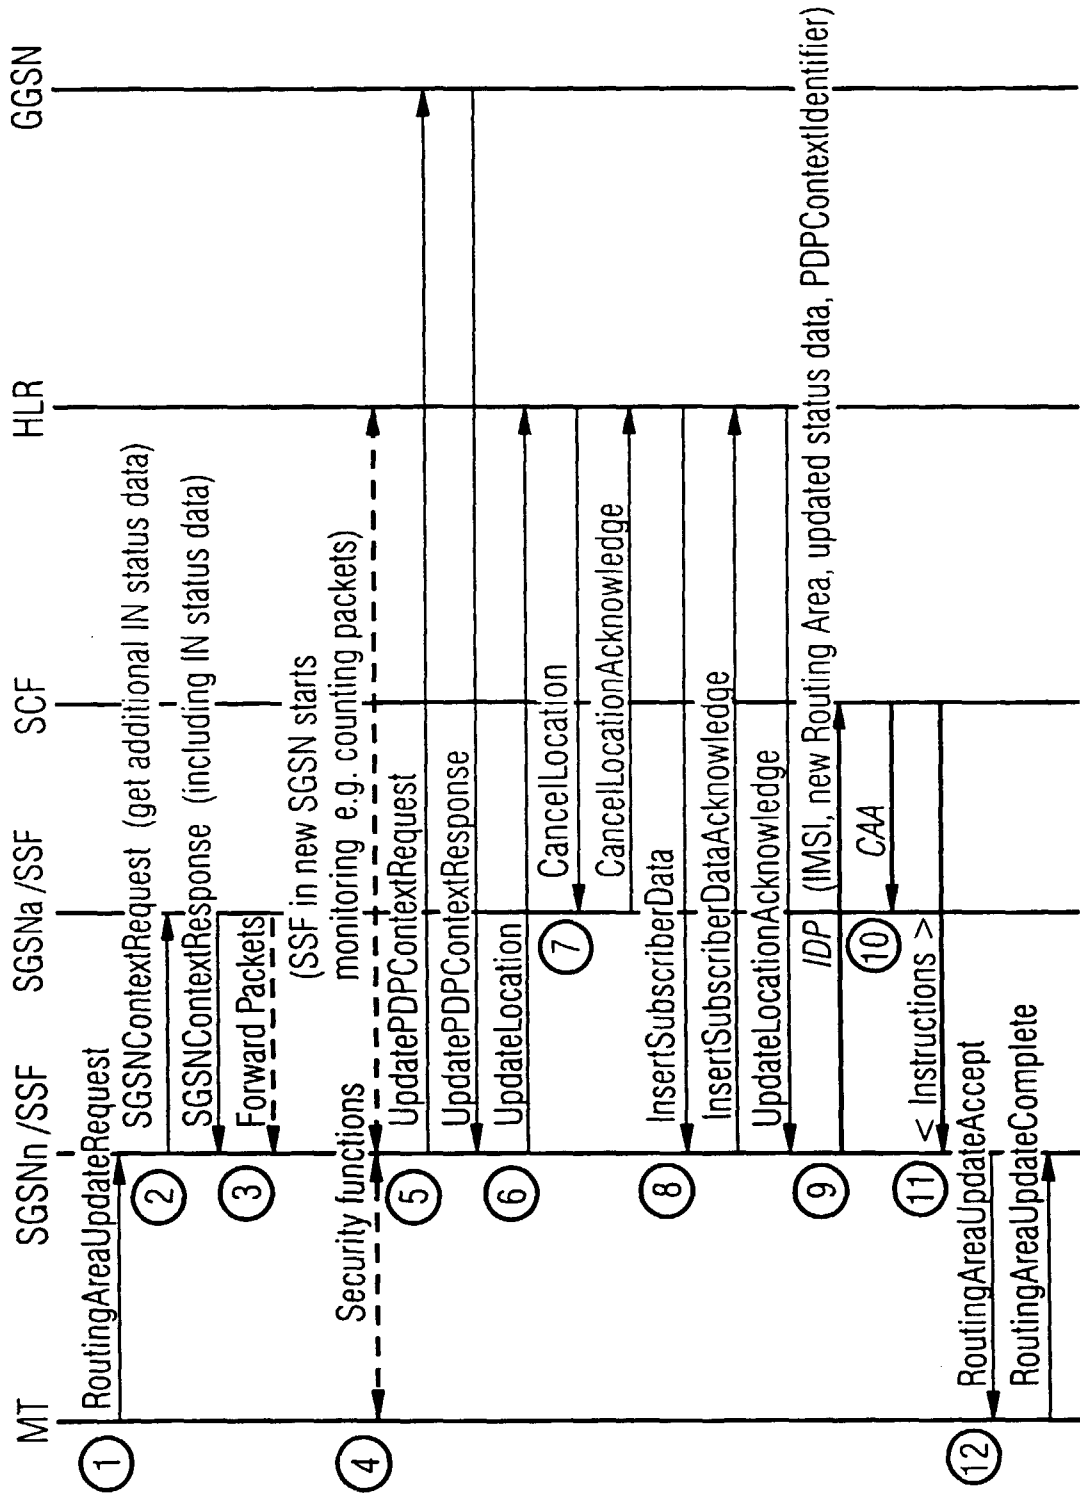 MT
SGSNn /SSF
SGSNa /SSF
SCF
HLR
GGSN
1
RoutingAreaUpdateRequest
2
SGSNContextRequest (get additional IN status data)
SGSNContextResponse (including IN status data)
3
Forward Packets
(SSF in new SGSN starts
monitoring e.g. counting packets)
4
Security functions
5
UpdatePDPContextRequest
UpdatePDPContextResponse
6
UpdateLocation
7
CancelLocation
CancelLocationAcknowledge
8
InsertSubscriberData
InsertSubscriberDataAcknowledge
UpdateLocationAcknowledge
9
IDP (IMSI, new Routing Area, updated status data, PDPContextIdentifier)
10
CAA
11
< Instructions >
12
RoutingAreaUpdateAccept
RoutingAreaUpdateComplete